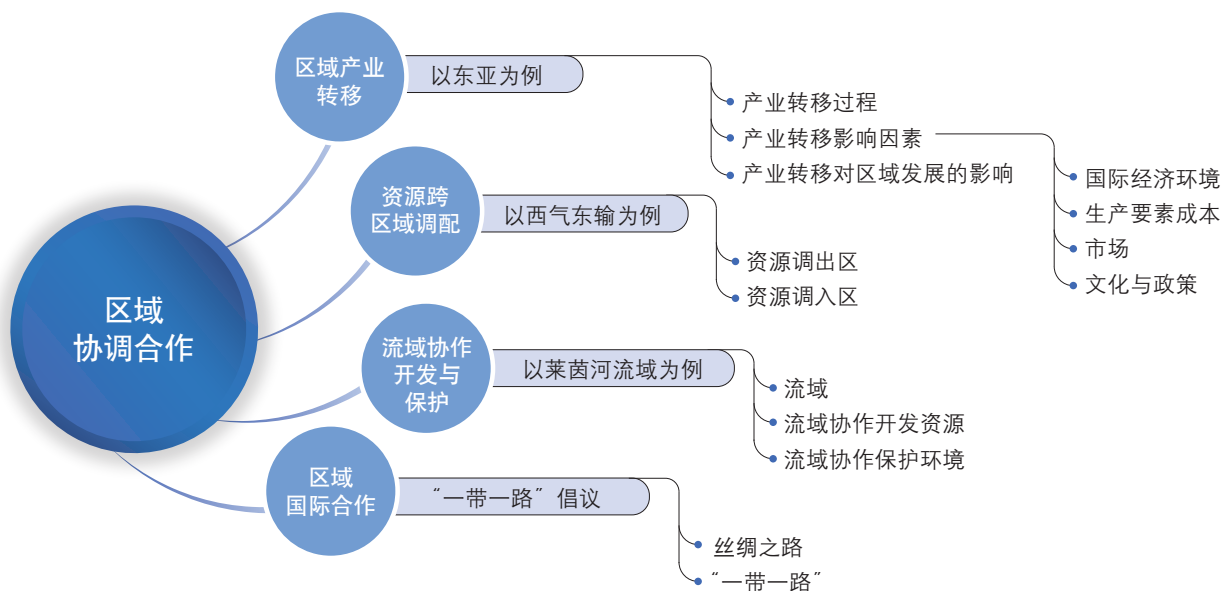 区域
协调合作
区域产业
转移
以东亚为例
产业转移过程
产业转移影响因素
产业转移对区域发展的影响
国际经济环境
生产要素成本
市场
文化与政策
资源跨
区域调配
以西气东输为例
资源调出区
资源调入区
流域协作
开发与
保护
以莱茵河流域为例
流域
流域协作开发资源
流域协作保护环境
区域
国际合作
“一带一路”倡议
丝绸之路
“一带一路”